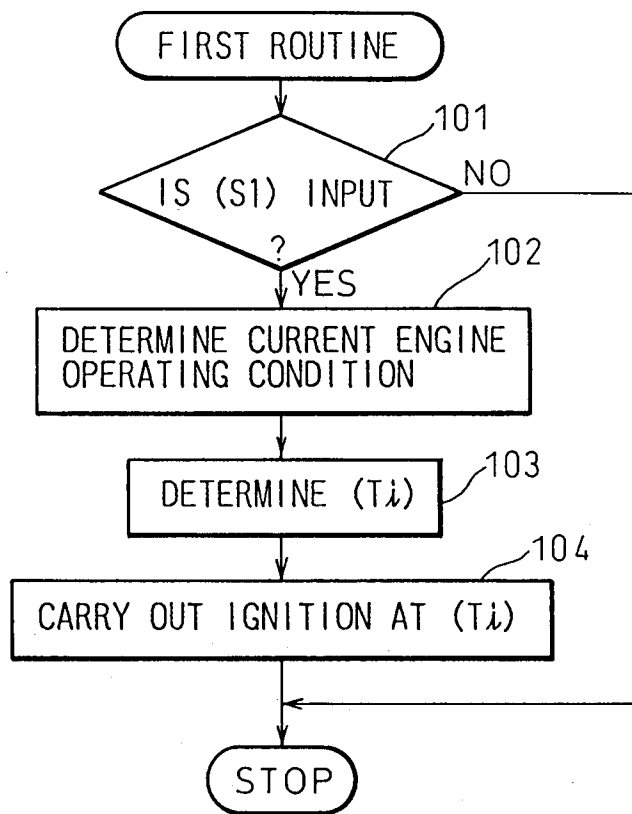 FIRST ROUTINE
101
IS (S1) INPUT
NO
?
YES
102
DETERMINE CURRENT ENGINE
OPERATING CONDITION
103
DETERMINE (Ti)
104
CARRY OUT IGNITION AT (Ti)
STOP